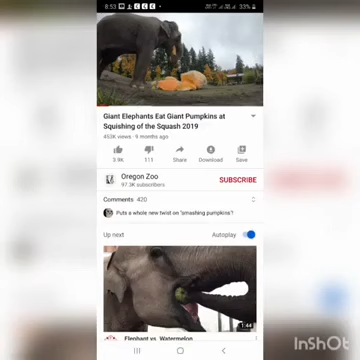 8:53
33%
Giant Elephants Eat Giant Pumpkins at
Squishing of the Squash 2019
453K views · 9 months ago
3.9K
111
Share
Download
Save
Oregon Zoo
97.3K subscribers
SUBSCRIBE
Comments 420
Puts a whole new twist on "smashing pumpkins?
Up next
Autoplay
1:44
Elephant vs. Watermelon
InShOt